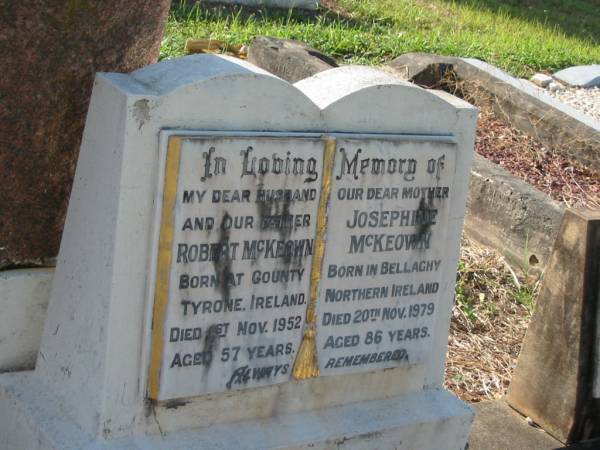 In Loving Memory of
MY DEAR HUSBAND
AND OUR FATHER
ROBERT MCKEOWN
BORN AT COUNTY
TYRONE, IRELAND.
DIED 1ST NOV. 1952
AGED 57 YEARS.
OUR DEAR MOTHER
JOSEPHINE
MCKEOWN
BORN IN BELLAGHY
NORTHERN IRELAND
DIED 20TH NOV. 1979
AGED 86 YEARS.
ALWAYS REMEMBERED.